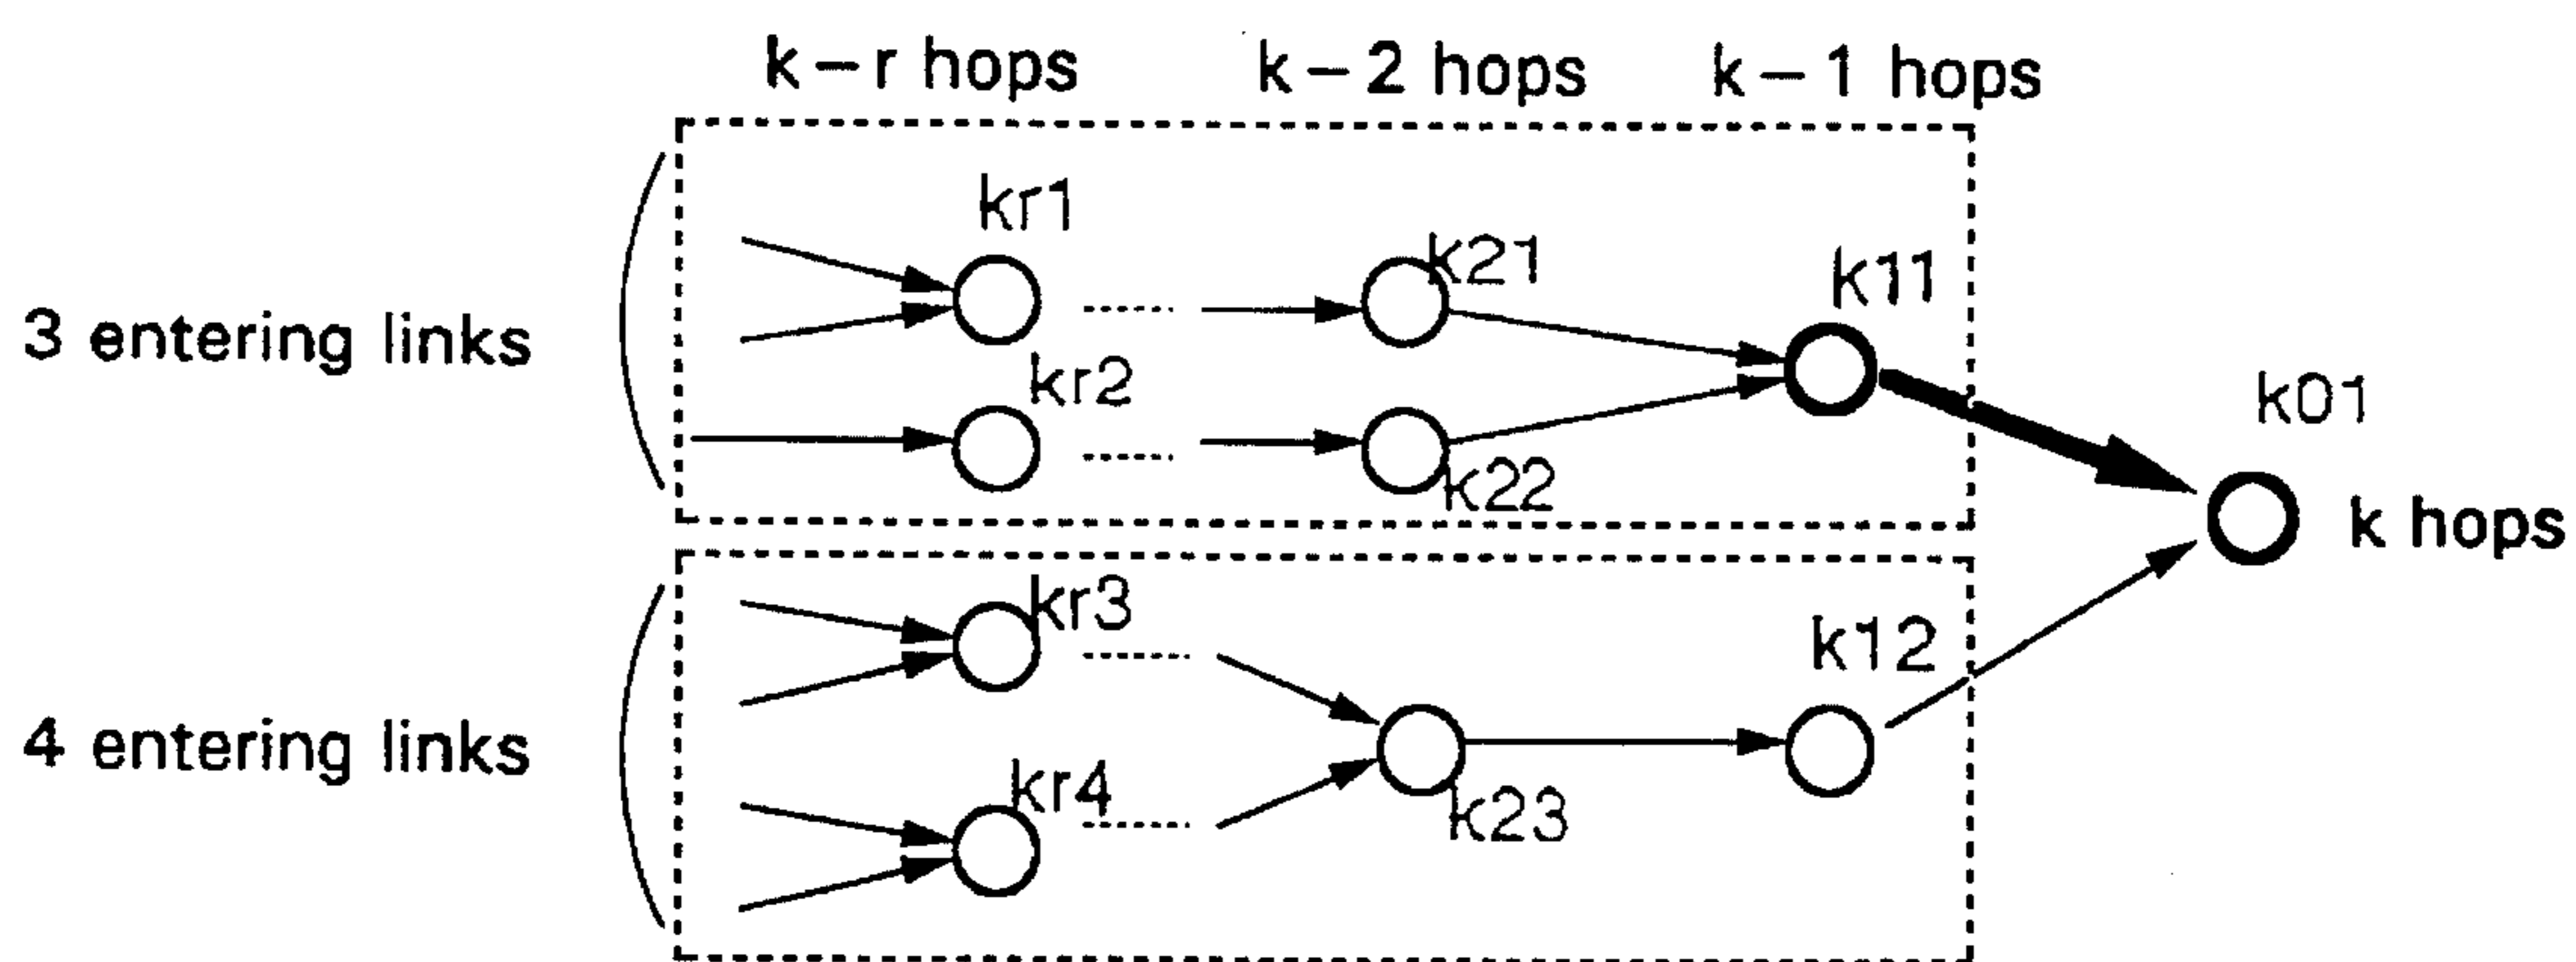 k-r hops
k-2 hops
k-1 hops
kr1
k21
k11
3 entering links
kr2
k01
k22
k hops
kr3
k12
4 entering links
kr4
k23